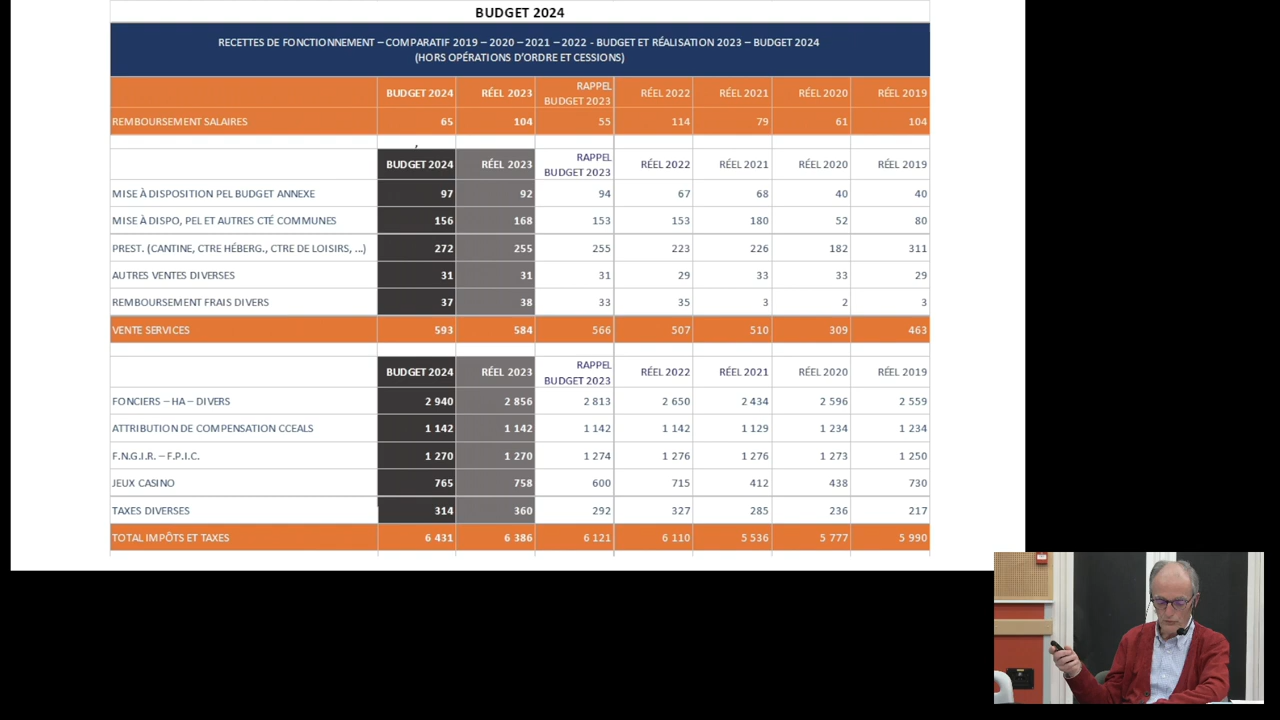 BUDGET 2024
RECETTES DE FONCTIONNEMENT – COMPARATIF 2019 – 2020 – 2021 – 2022 - BUDGET ET RÉALISATION 2023 – BUDGET 2024
(HORS OPÉRATIONS D'ORDRE ET CESSIONS)
BUDGET 2024 RÉEL 2023 RAPPEL BUDGET 2023 RÉEL 2022 RÉEL 2021 RÉEL 2020 RÉEL 2019
REMBOURSEMENT SALAIRES 65 104 55 114 79 61 104
BUDGET 2024 RÉEL 2023 RAPPEL BUDGET 2023 RÉEL 2022 RÉEL 2021 RÉEL 2020 RÉEL 2019
MISE À DISPOSITION PEL BUDGET ANNEXE 97 92 94 67 68 40 40
MISE À DISPO, PEL ET AUTRES CTÉ COMMUNES 156 168 153 153 180 52 80
PREST. (CANTINE, CTRE HÉBERG., CTRE DE LOISIRS, ...) 272 255 255 223 226 182 311
AUTRES VENTES DIVERSES 31 31 31 29 33 33 29
REMBOURSEMENT FRAIS DIVERS 37 38 33 35 3 2 3
VENTE SERVICES 593 584 566 507 510 309 463
BUDGET 2024 RÉEL 2023 RAPPEL BUDGET 2023 RÉEL 2022 RÉEL 2021 RÉEL 2020 RÉEL 2019
FONCIERS – HA – DIVERS 2 940 2 856 2 813 2 650 2 434 2 596 2 559
ATTRIBUTION DE COMPENSATION CCEALS 1 142 1 142 1 142 1 142 1 129 1 234 1 234
F.N.G.I.R. – F.P.I.C. 1 270 1 270 1 274 1 276 1 276 1 273 1 250
JEUX CASINO 765 758 600 715 412 438 730
TAXES DIVERSES 314 360 292 327 285 236 217
TOTAL IMPÔTS ET TAXES 6 431 6 386 6 121 6 110 5 536 5 777 5 990